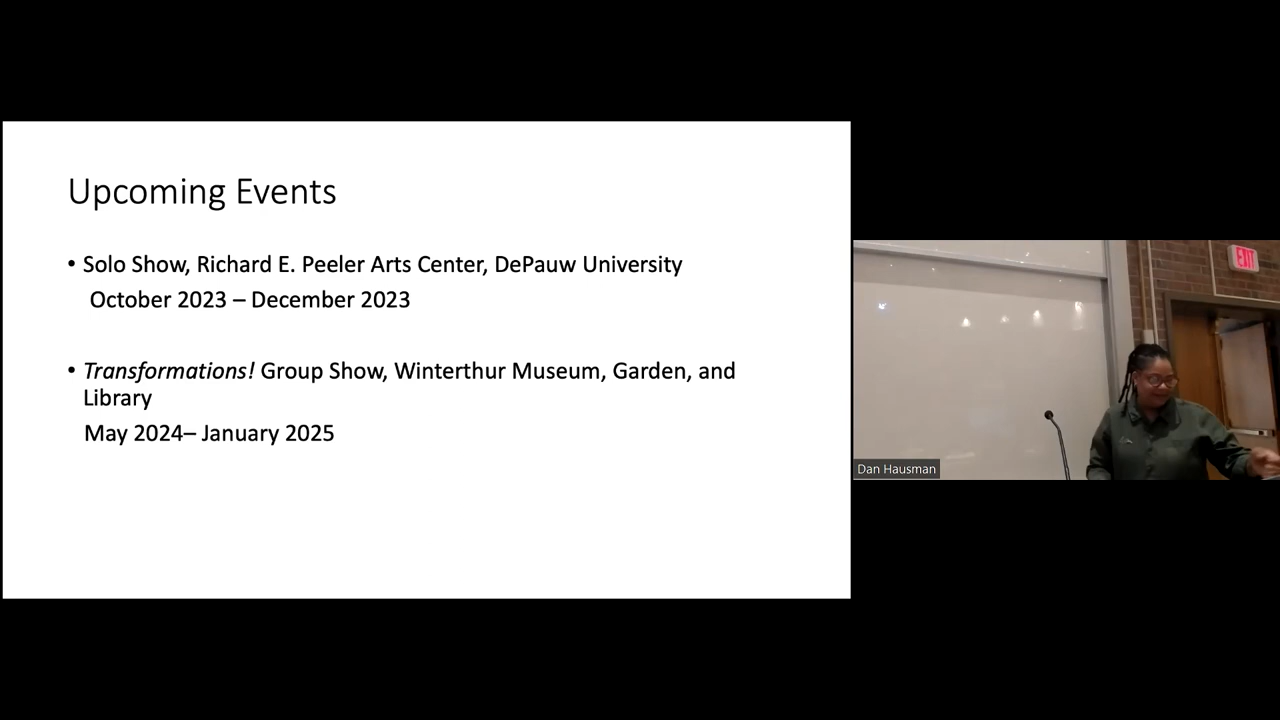 Upcoming Events
• Solo Show, Richard E. Peeler Arts Center, DePauw University
October 2023 – December 2023
• Transformations! Group Show, Winterthur Museum, Garden, and
Library
May 2024– January 2025
EXIT
Dan Hausman